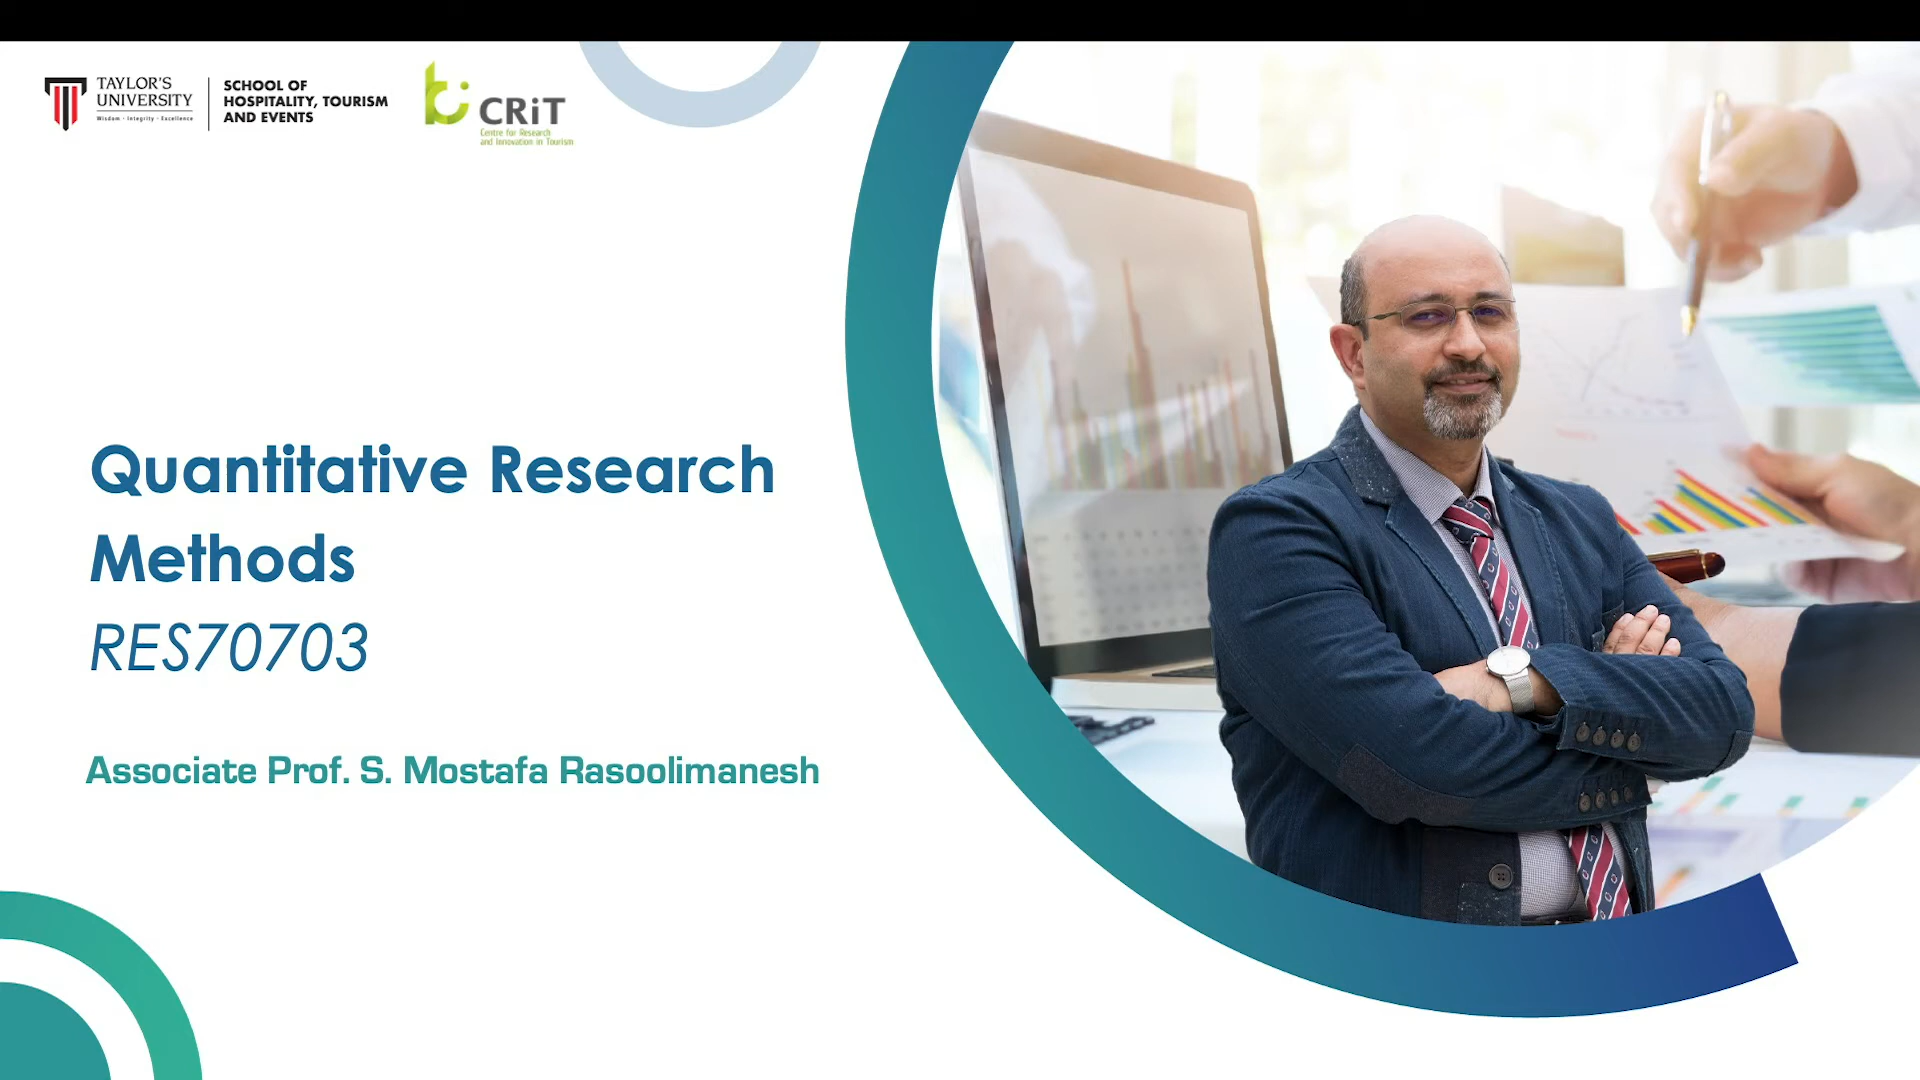 TAYLOR'S
UNIVERSITY
Wisdom · Integrity · Excellence
SCHOOL OF
HOSPITALITY, TOURISM
AND EVENTS
CRiT
Centre for Research
and Innovation in Tourism
Quantitative Research
Methods
RES70703
Associate Prof. S. Mostafa Rasoolimanesh